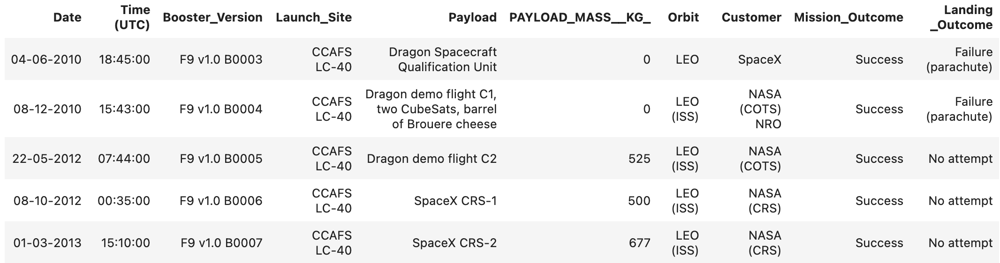 Date Time (UTC) Booster_Version Launch_Site Payload PAYLOAD_MASS__KG_ Orbit Customer Mission_Outcome Landing _Outcome
04-06-2010 18:45:00 F9 v1.0 B0003 CCAFS LC-40 Dragon Spacecraft Qualification Unit 0 LEO SpaceX Success Failure (parachute)
08-12-2010 15:43:00 F9 v1.0 B0004 CCAFS LC-40 Dragon demo flight C1, two CubeSats, barrel of Brouere cheese 0 LEO (ISS) NASA (COTS) NRO Success Failure (parachute)
22-05-2012 07:44:00 F9 v1.0 B0005 CCAFS LC-40 Dragon demo flight C2 525 LEO (ISS) NASA (COTS) Success No attempt
08-10-2012 00:35:00 F9 v1.0 B0006 CCAFS LC-40 SpaceX CRS-1 500 LEO (ISS) NASA (CRS) Success No attempt
01-03-2013 15:10:00 F9 v1.0 B0007 CCAFS LC-40 SpaceX CRS-2 677 LEO (ISS) NASA (CRS) Success No attempt